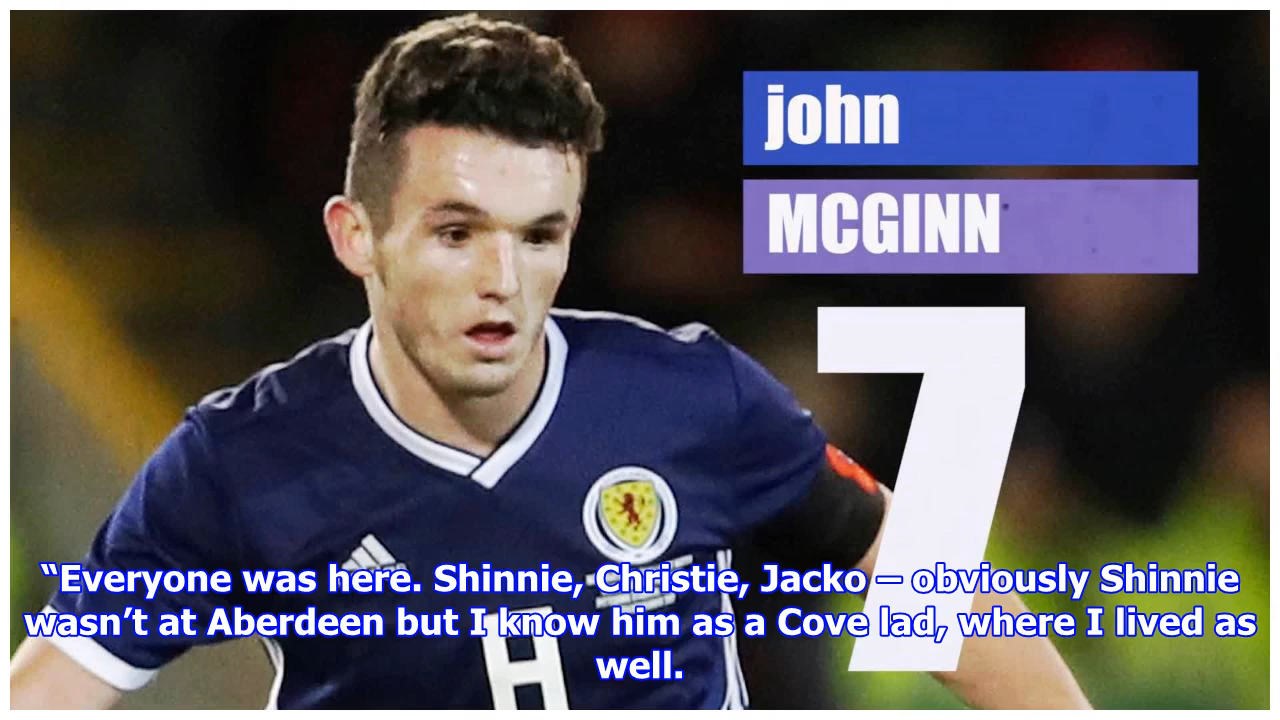 john
MCGINN
7
“Everyone was here. Shinnie, Christie, Jacko – obviously Shinnie
wasn’t at Aberdeen but I know him as a Cove lad, where I lived as
well.